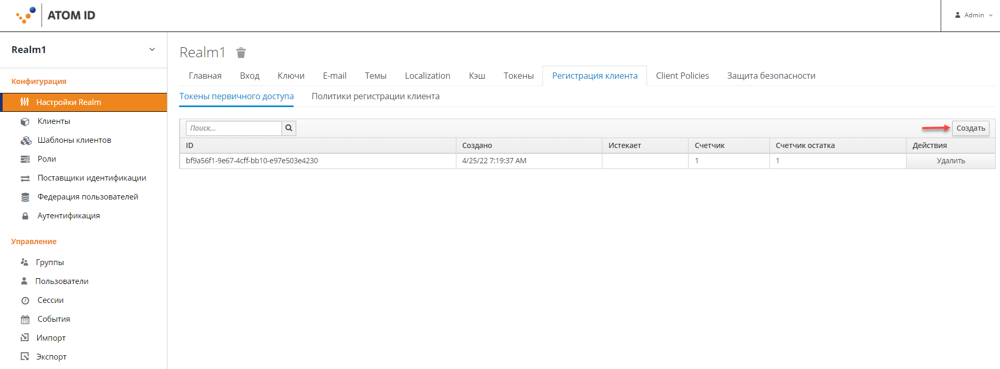 ATOM ID
Admin
Realm1
Конфигурация
Настройки Realm
Клиенты
Шаблоны клиентов
Роли
Поставщики идентификации
Федерация пользователей
Аутентификация
Управление
Группы
Пользователи
Сессии
События
Импорт
Экспорт
Realm1
Главная Вход Ключи E-mail Темы Localization Кэш Токены Регистрация клиента Client Policies Защита безопасности
Токены первичного доступа Политики регистрации клиента
Поиск... Создать
ID Создано Истекает Счетчик Счетчик остатка Действия
bf9a56f1-9e67-4cff-bb10-e97e503e4230 4/25/22 7:19:37 AM 1 1 Удалить